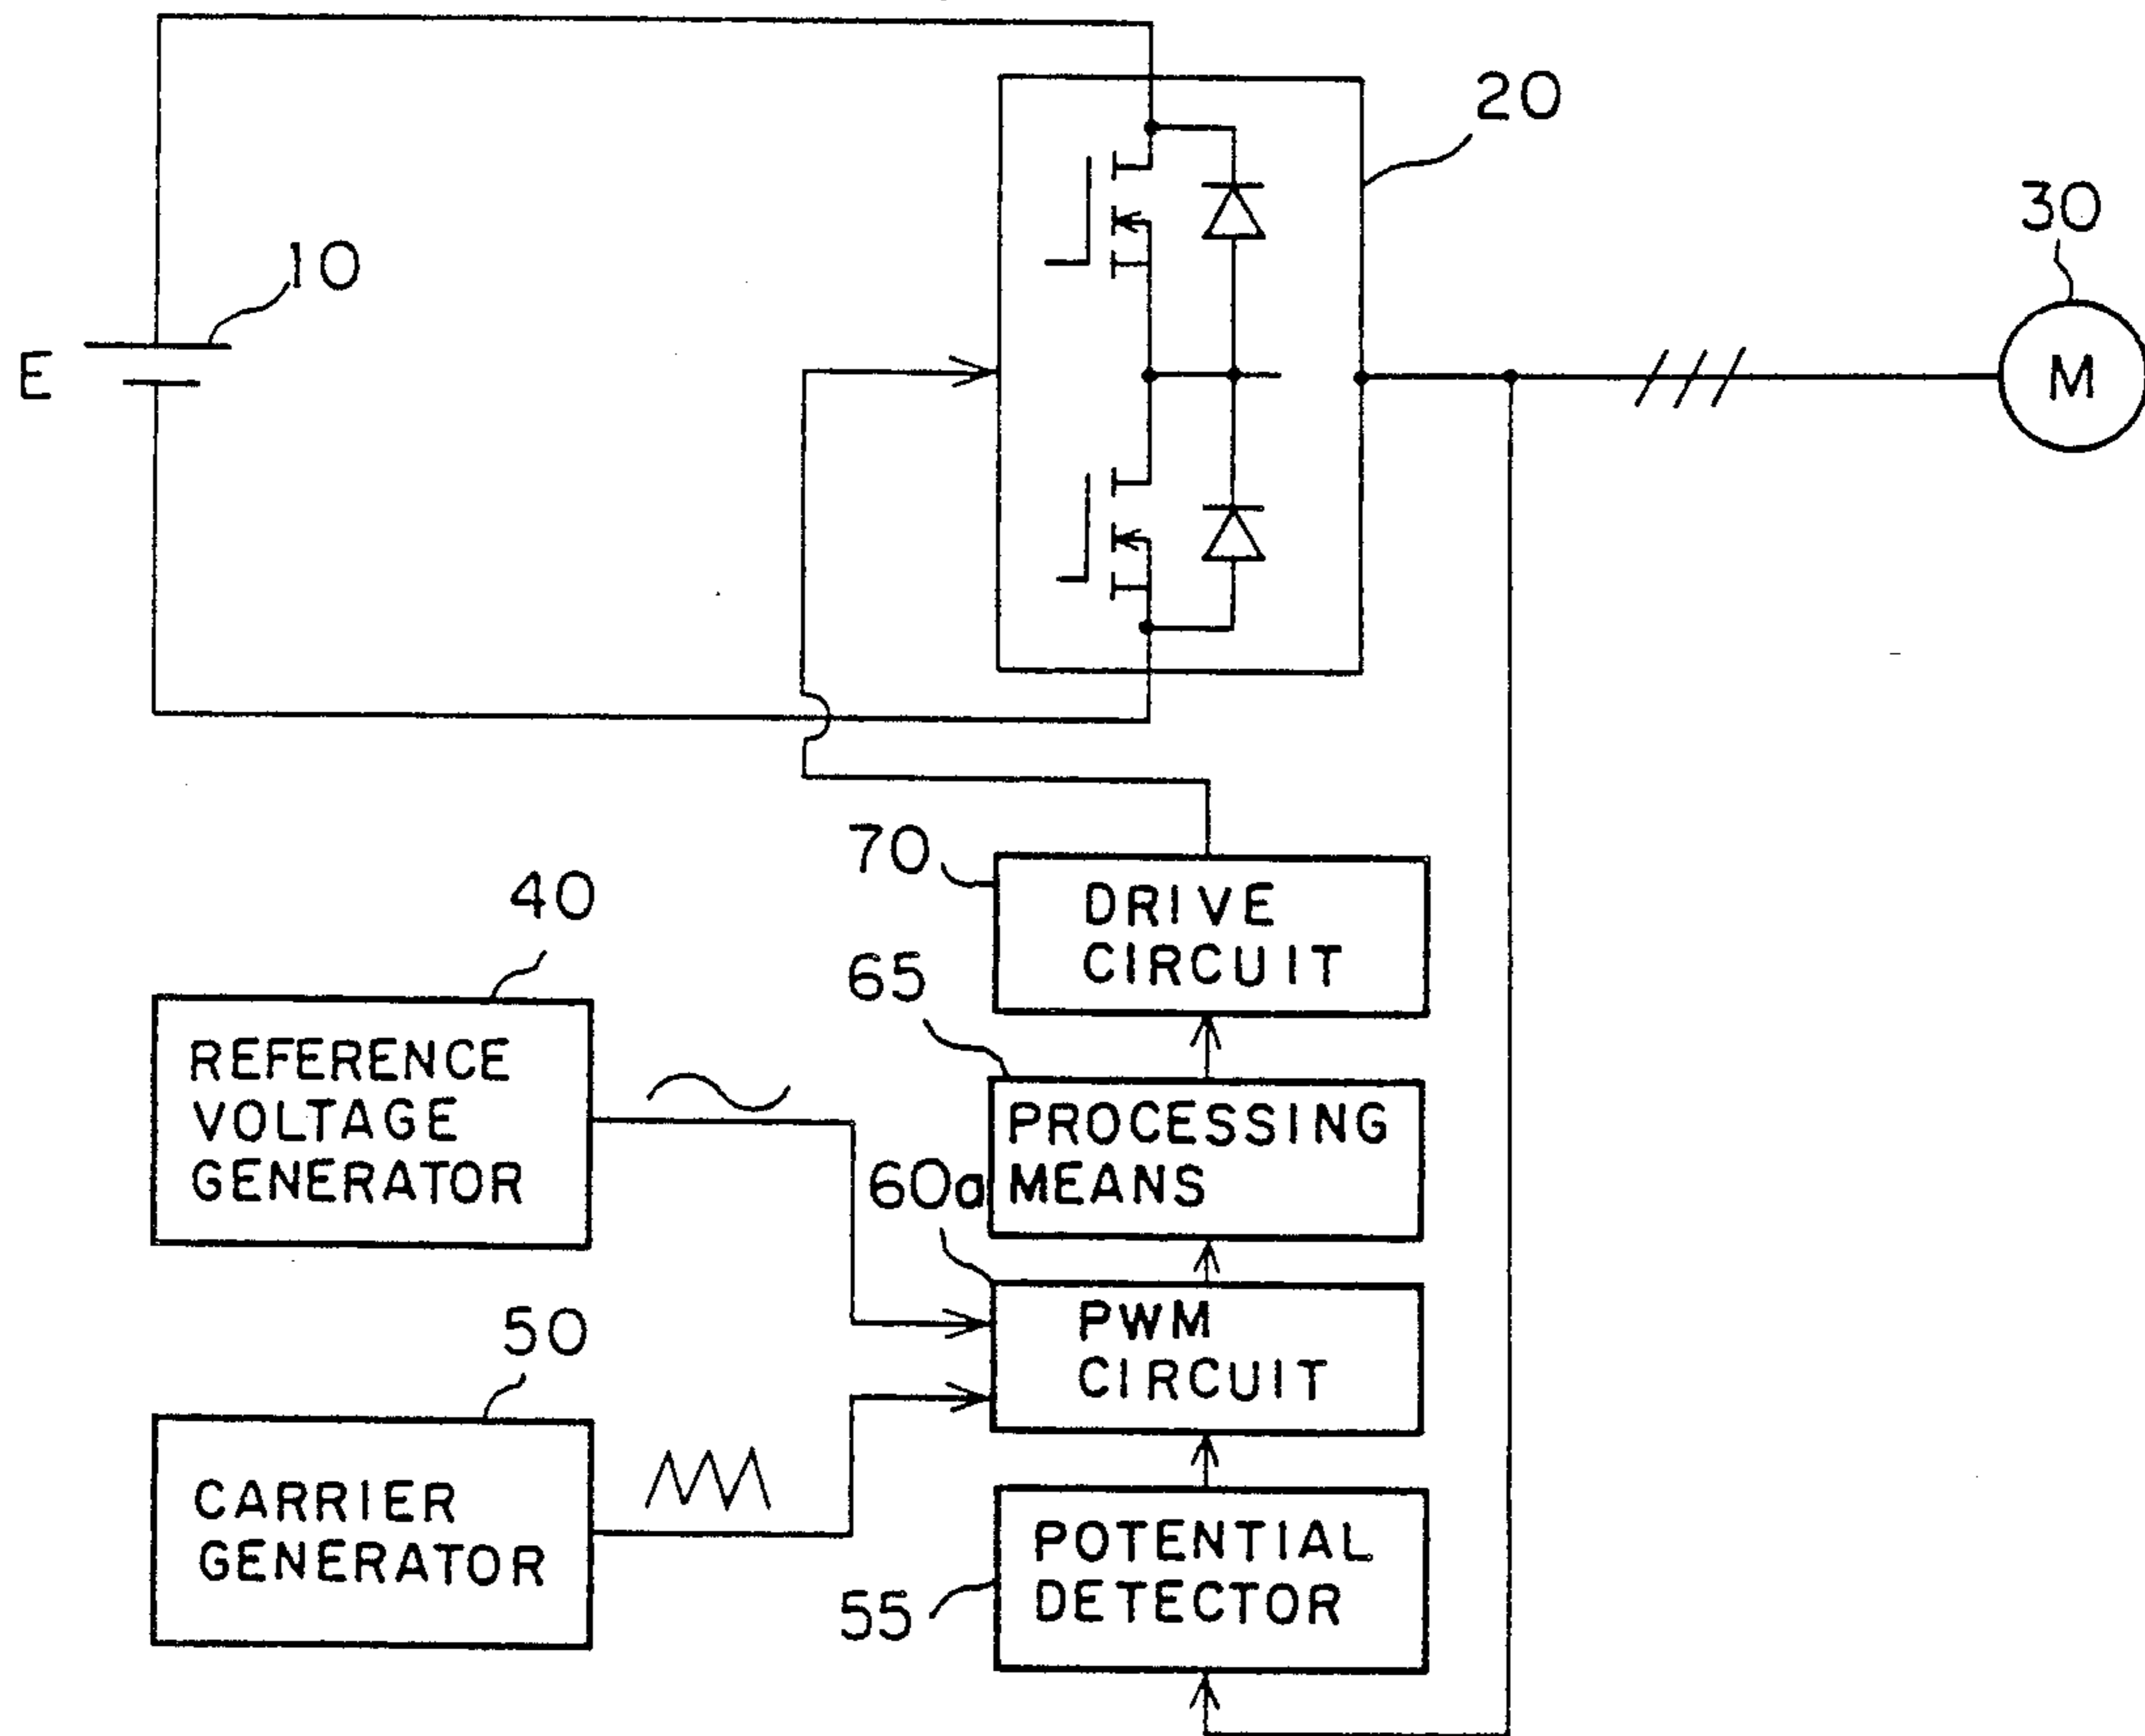 20
30
10
E
M
70
DRIVE
CIRCUIT
40
65
REFERENCE
VOLTAGE
GENERATOR
PROCESSING
MEANS
60a
50
PWM
CIRCUIT
CARRIER
GENERATOR
POTENTIAL
DETECTOR
55